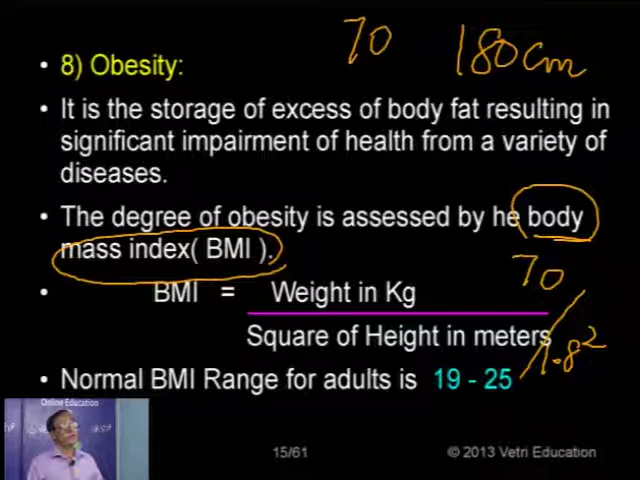 70 180cm
• 8) Obesity:
• It is the storage of excess of body fat resulting in
significant impairment of health from a variety of
diseases.
• The degree of obesity is assessed by he body
mass index( BMI ).
70
• BMI = Weight in Kg
Square of Height in meters
/1.8²
• Normal BMI Range for adults is 19 - 25
Online Education
15/61 © 2013 Vetri Education